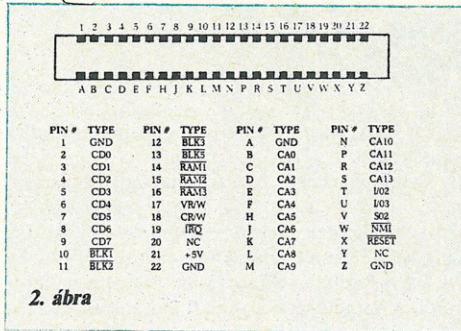 1 2 3 4 5 6 7 8 9 10 11 12 13 14 15 16 17 18 19 20 21 22
A B C D E F H J K L M N P R S T U V W X Y Z
PIN # TYPE PIN # TYPE PIN # TYPE PIN # TYPE
1 GND 12 BLK3 A GND N CA10
2 CD0 13 BLK5 B CA0 P CA11
3 CD1 14 RAM1 C CA1 R CA12
4 CD2 15 RAM2 D CA2 S CA13
5 CD3 16 RAM3 E CA3 T I/02
6 CD4 17 VR/W F CA4 U I/03
7 CD5 18 CR/W H CA5 V S02
8 CD6 19 IRQ J CA6 W NMI
9 CD7 20 NC K CA7 X RESET
10 BLK1 21 +5V L CA8 Y NC
11 BLK2 22 GND M CA9 Z GND
2. ábra